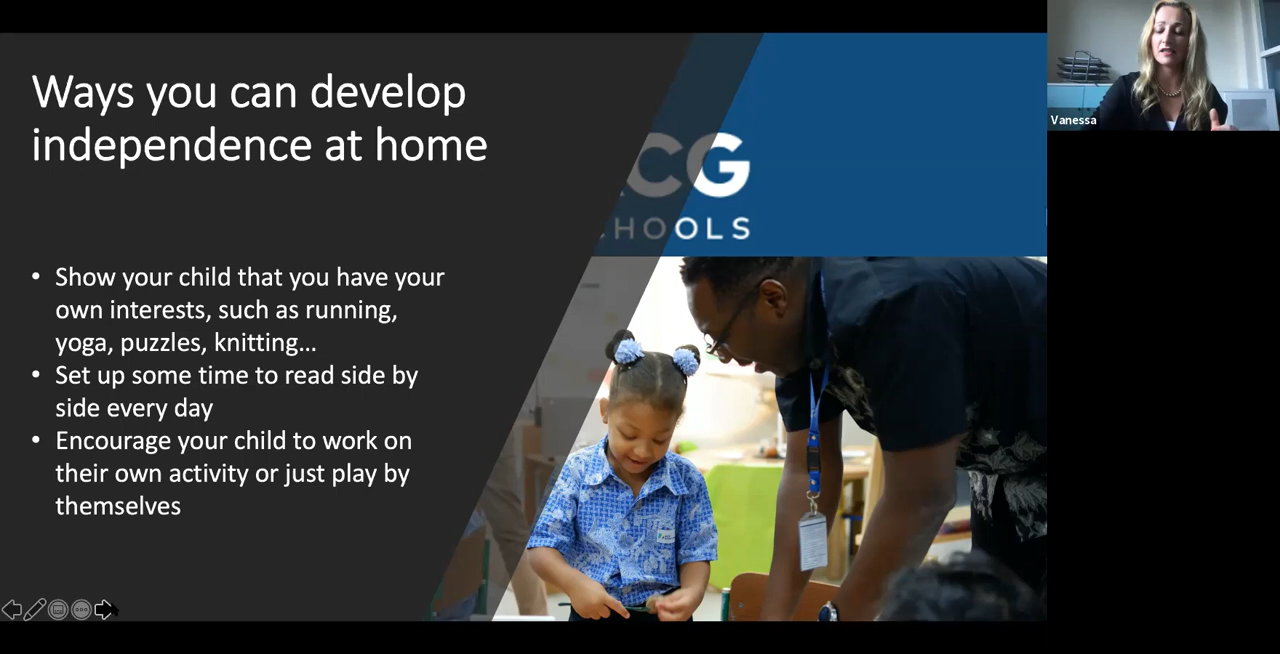 Ways you can develop
independence at home
CG
HOOLS
• Show your child that you have your
own interests, such as running,
yoga, puzzles, knitting...
• Set up some time to read side by
side every day
• Encourage your child to work on
their own activity or just play by
themselves
Vanessa